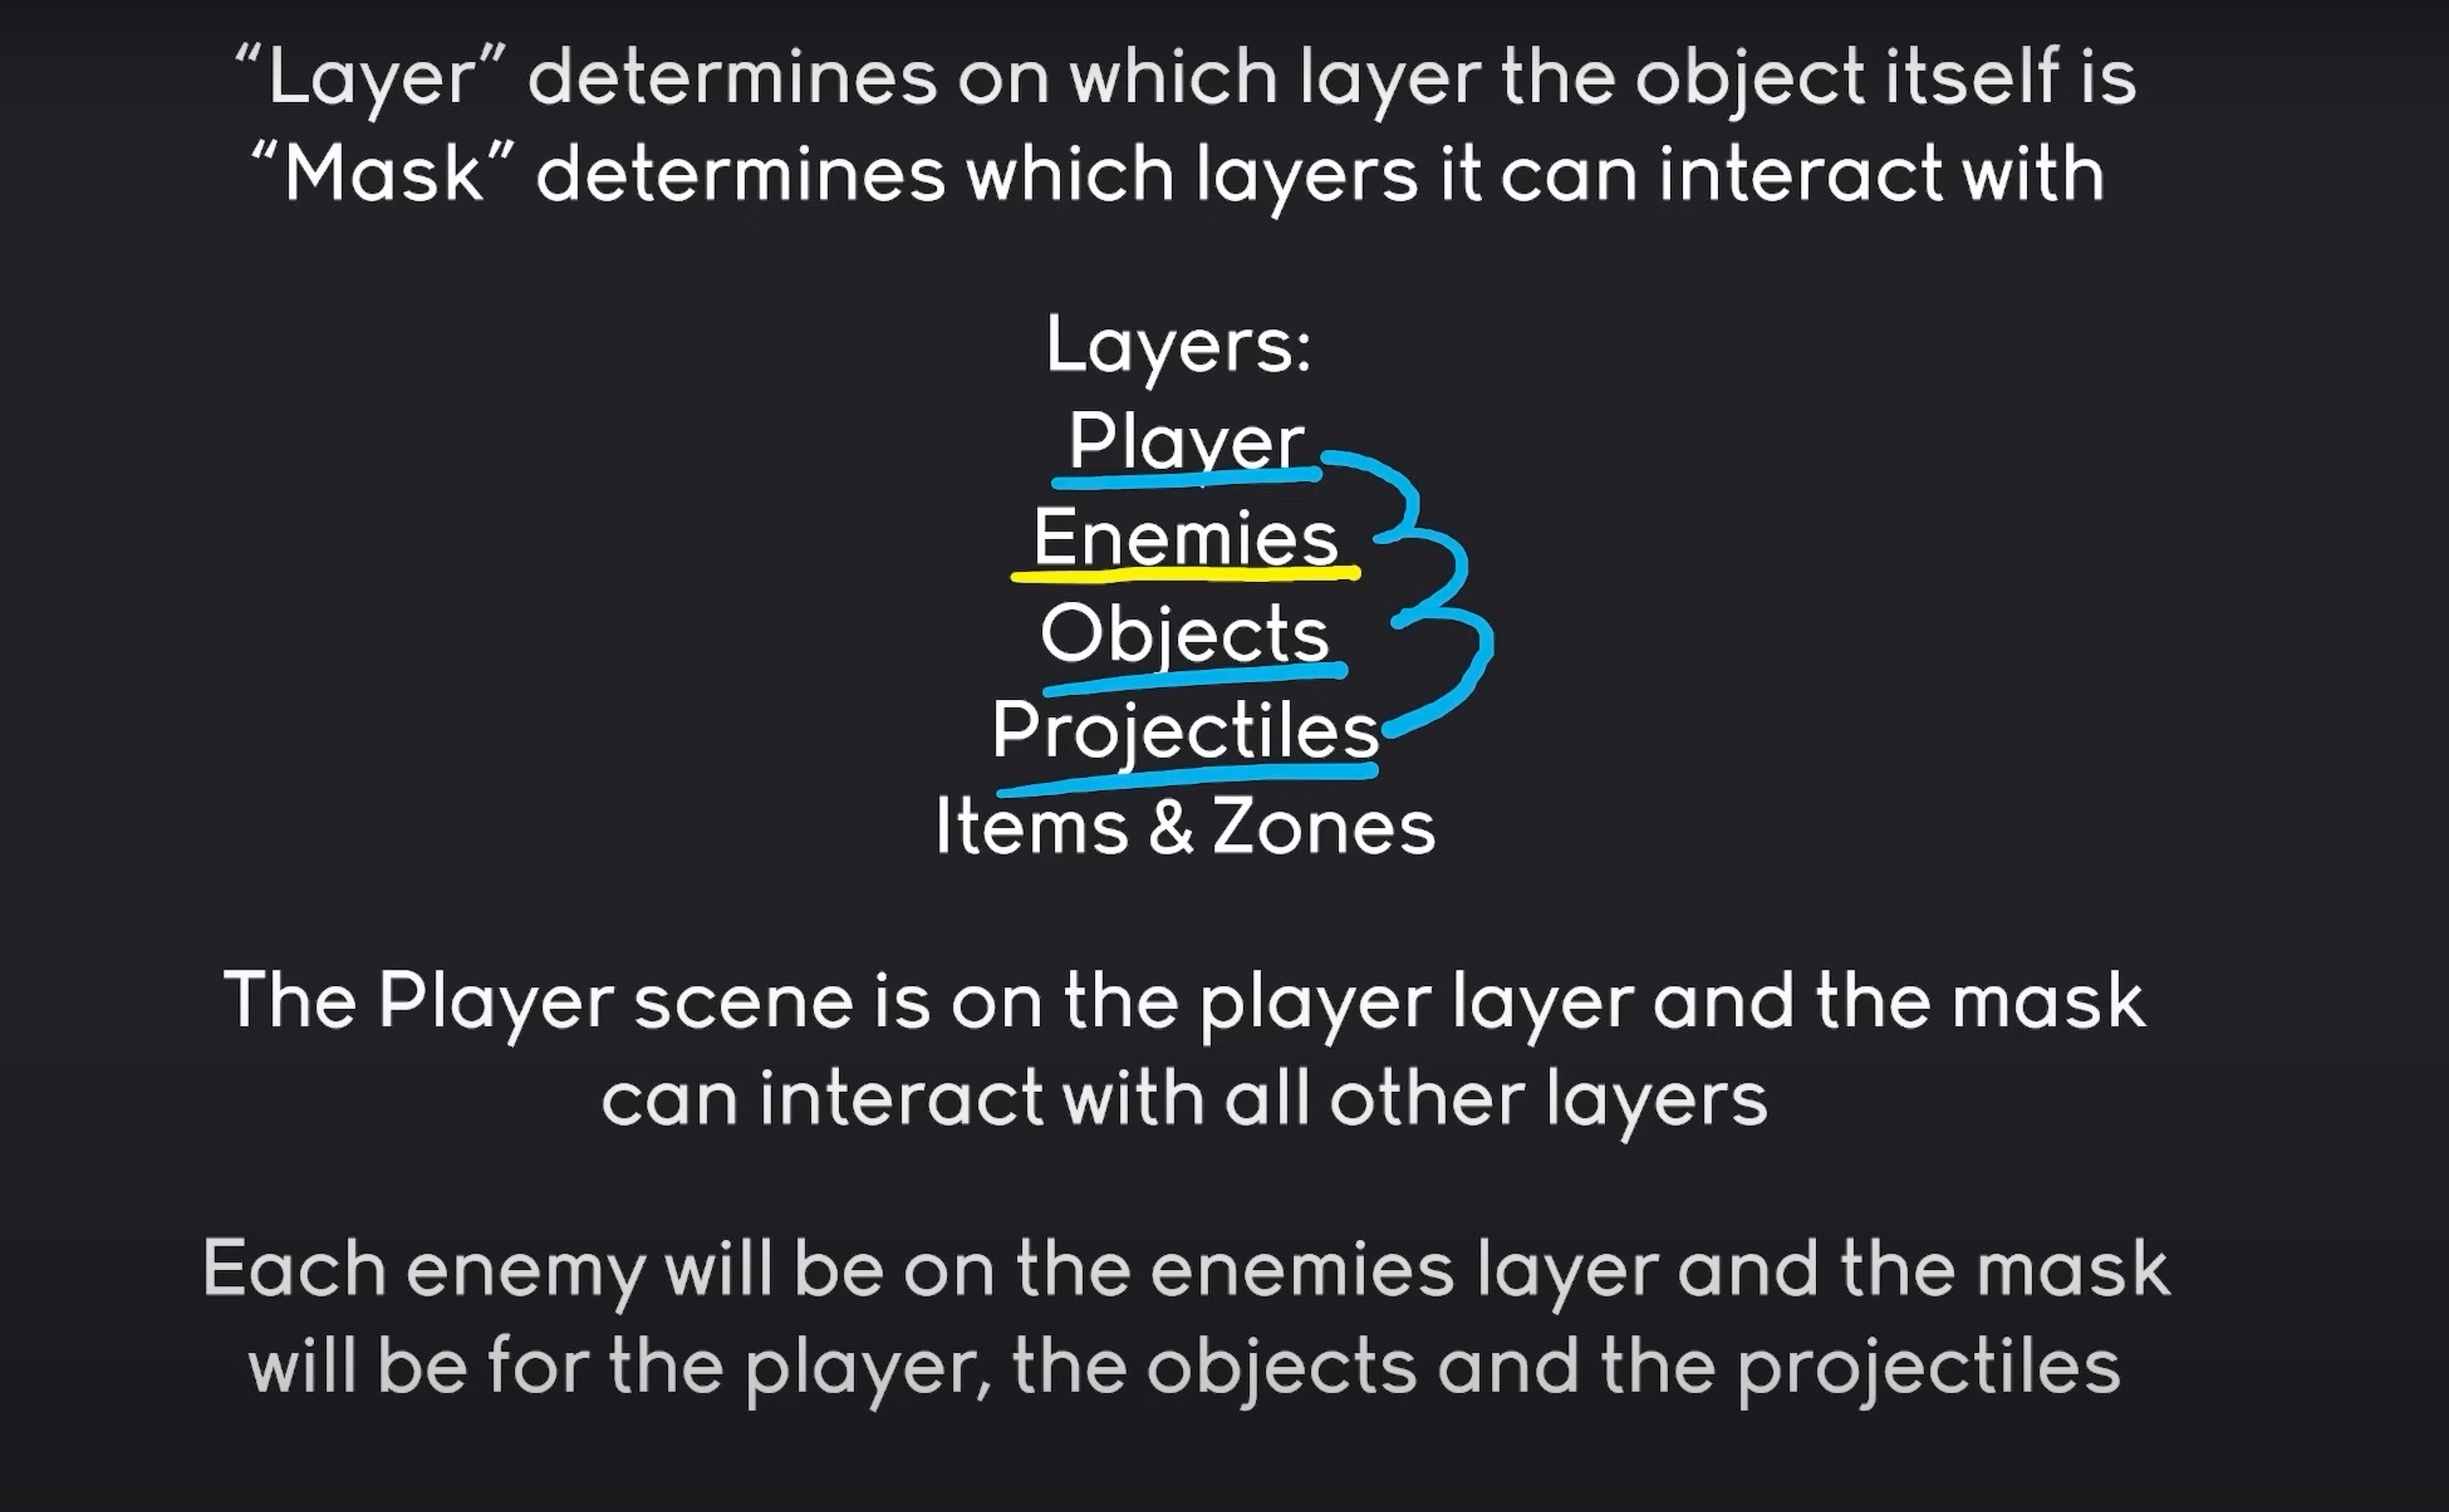 “Layer” determines on which layer the object itself is
“Mask” determines which layers it can interact with
Layers:
Player
Enemies
Objects
Projectiles
Items & Zones
The Player scene is on the player layer and the mask
can interact with all other layers
Each enemy will be on the enemies layer and the mask
will be for the player, the objects and the projectiles